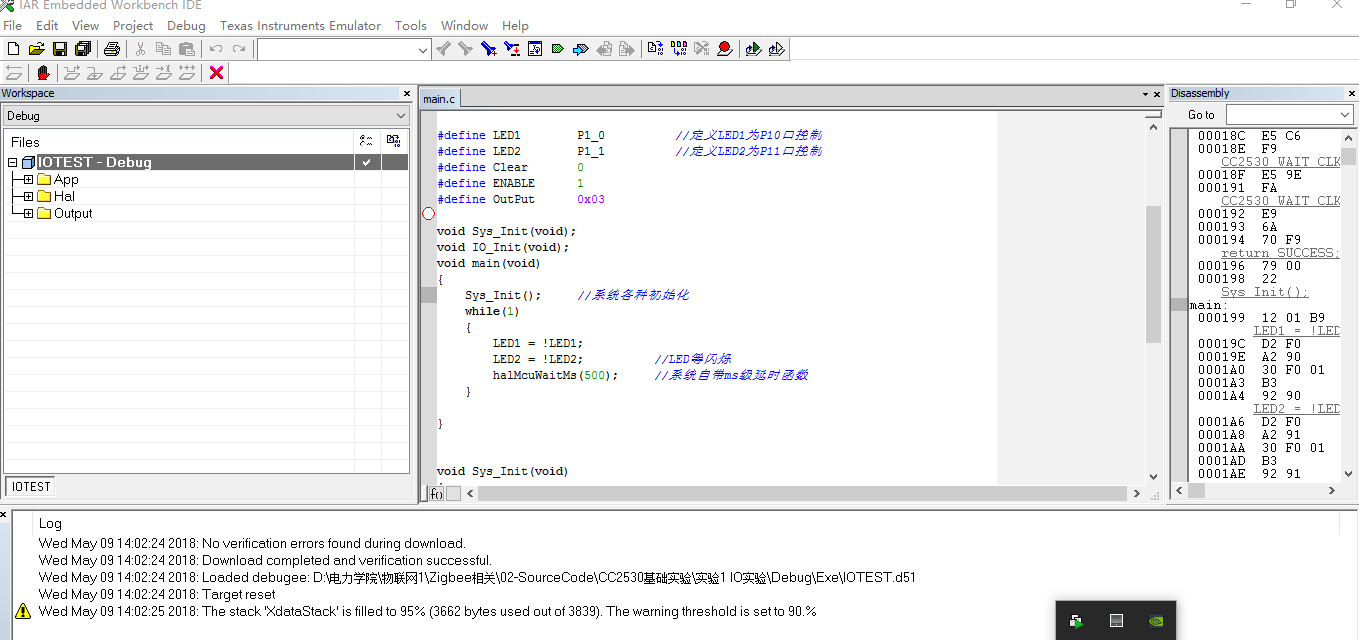 IAR Embedded Workbench IDE
File Edit View Project Debug Texas Instruments Emulator Tools Window Help
Workspace
Debug
Files
IOTEST - Debug
App
Hal
Output
IOTEST
main.c
#define LED1 P1_0 //定义LED1为P10口控制
#define LED2 P1_1 //定义LED2为P11口控制
#define Clear 0
#define ENABLE 1
#define OutPut 0x03
void Sys_Init(void);
void IO_Init(void);
void main(void)
{
Sys_Init(); //系统各种初始化
while(1)
{
LED1 = !LED1;
LED2 = !LED2; //LED等闪烁
halMcuWaitMs(500); //系统自带ms级延时函数
}
}
void Sys_Init(void)
f()
Disassembly
Go to
00018C E5 C6
00018E F9
CC2530_WAIT_CLK
00018F E5 9E
000191 FA
CC2530_WAIT_CLK
000192 E9
000193 6A
000194 70 F9
return SUCCESS;
000196 79 00
000198 22
Sys_Init();
main:
000199 12 01 B9
LED1 = !LED
00019C D2 F0
00019E A2 90
0001A0 30 F0 01
0001A3 B3
0001A4 92 90
LED2 = !LED
0001A6 D2 F0
0001A8 A2 91
0001AA 30 F0 01
0001AD B3
0001AE 92 91
Log
Wed May 09 14:02:24 2018: No verification errors found during download.
Wed May 09 14:02:24 2018: Download completed and verification successful.
Wed May 09 14:02:24 2018: Loaded debugee: D:\电力学院\物联网1\Zigbee相关\02-SourceCode\CC2530基础实验\实验1 IO实验\Debug\Exe\IOTEST.d51
Wed May 09 14:02:24 2018: Target reset
Wed May 09 14:02:25 2018: The stack 'XdataStack' is filled to 95% (3662 bytes used out of 3839). The warning threshold is set to 90.%